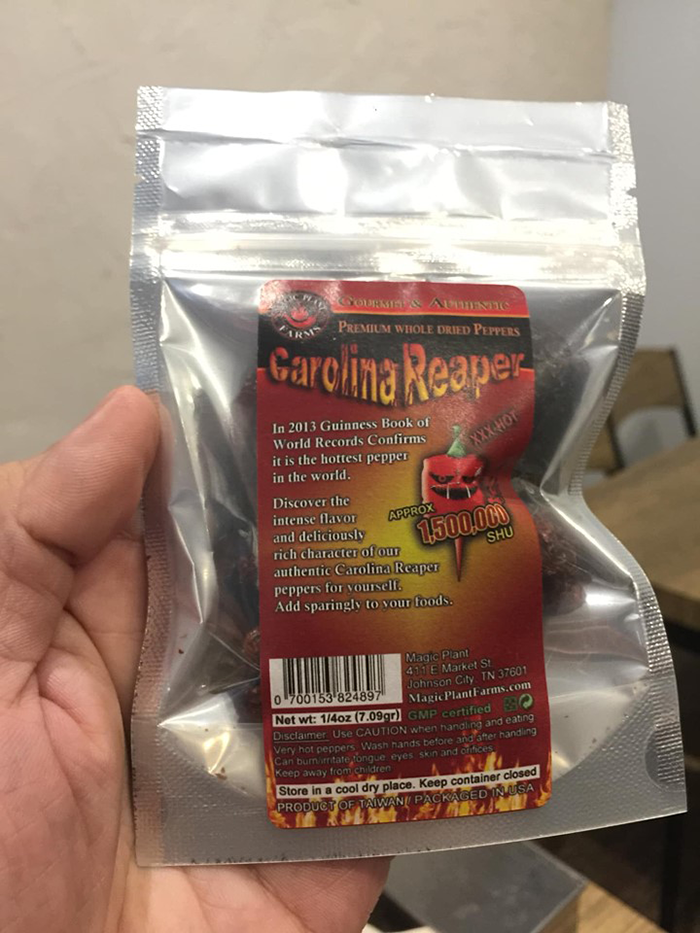 MAGIC PLANT
FARMS
GOURMET & AUTHENTIC
PREMIUM WHOLE DRIED PEPPERS
Carolina Reaper
In 2013 Guinness Book of
World Records Confirms
it is the hottest pepper
in the world.
XXX-HOT
APPROX
1,500,000
SHU
Discover the
intense flavor
and deliciously
rich character of our
authentic Carolina Reaper
peppers for yourself.
Add sparingly to your foods.
0 700153 824897
Magic Plant
411 E Market St.
Johnson City, TN 37601
MagicPlantFarms.com
Net wt: 1/4oz (7.09gr)
GMP certified
Disclaimer: Use CAUTION when handling and eating
Very hot peppers. Wash hands before and after handling
Can burn/irritate tongue, eyes, skin and orifices.
Keep away from children
Store in a cool dry place. Keep container closed
PRODUCT OF TAIWAN / PACKAGED IN USA